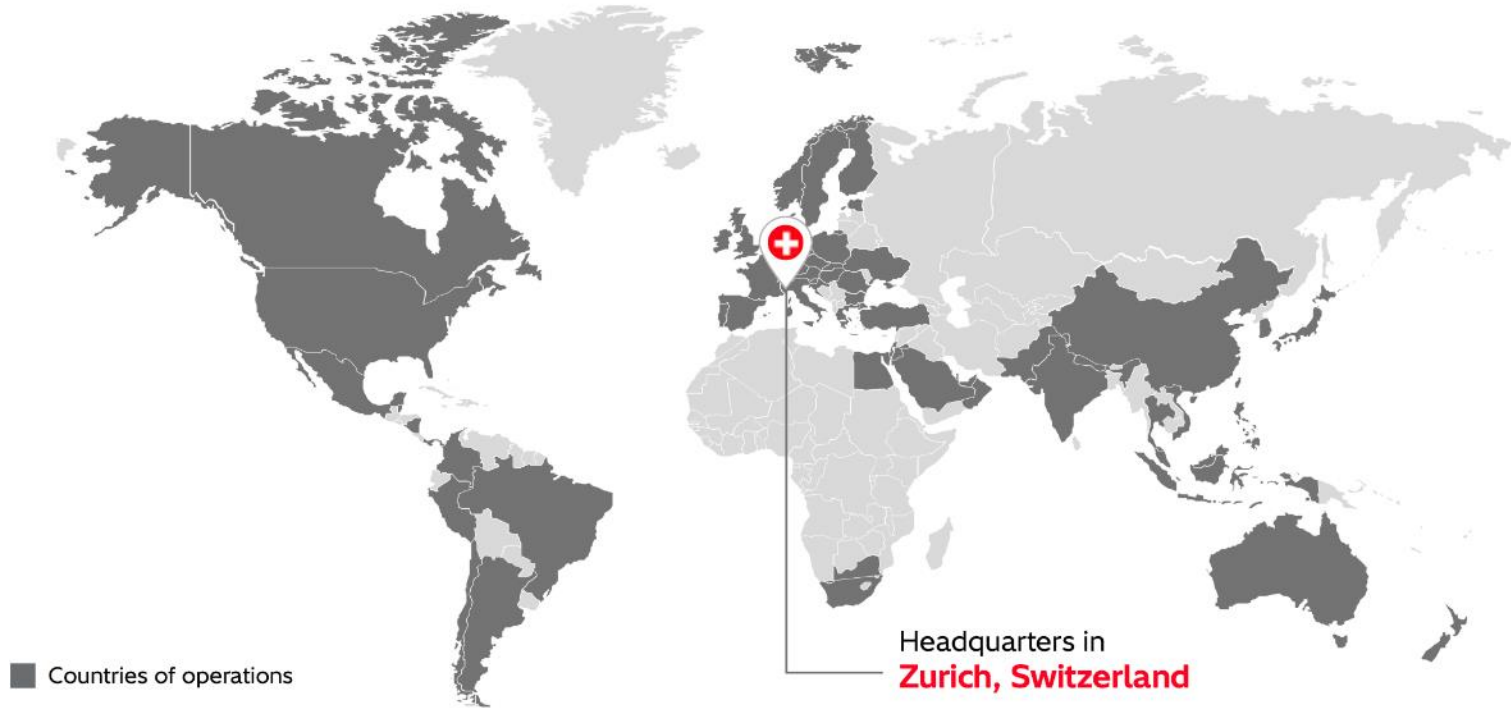 Headquarters in
Zurich, Switzerland
Countries of operations